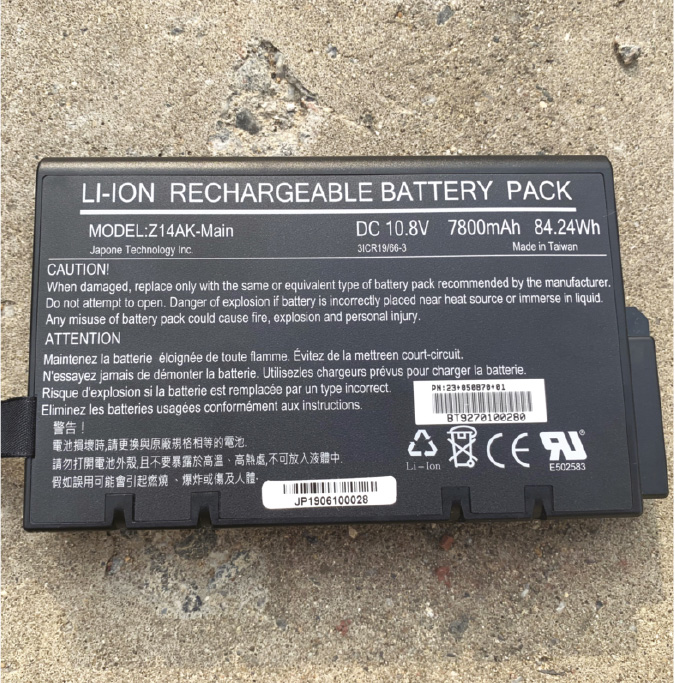 LI-ION RECHARGEABLE BATTERY PACK
MODEL:Z14AK-Main DC 10.8V 7800mAh 84.24Wh
Japone Technology Inc. 3ICR19/66-3 Made in Taiwan
CAUTION!
When damaged, replace only with the same or equivalent type of battery pack recommended by the manufacturer.
Do not attempt to open. Danger of explosion if battery is incorrectly placed near heat source or immerse in liquid.
Any misuse of battery pack could cause fire, explosion and personal injury.
ATTENTION
Maintenez la batterie éloignée de toute flamme. Évitez de la mettreen court-circuit.
N'essayez jamais de démonter la batterie. Utilisezies chargeurs prévus pour charger la batterie.
Risque d'explosion si la batterie est remplacée par un type incorrect.
Eliminez les batteries usagées conformément aux instructions.
PN:23+050B70+01
BT9270100280
警告！
電池損壞時,請更換與原廠規格相等的電池.
請勿打開電池外殼,且不要暴露於高溫、高熱處,不可放入液體中.
假如誤用可能會引起燃燒、爆炸或傷及人體.
Li-Ion
CE
E502583
JP1906100028